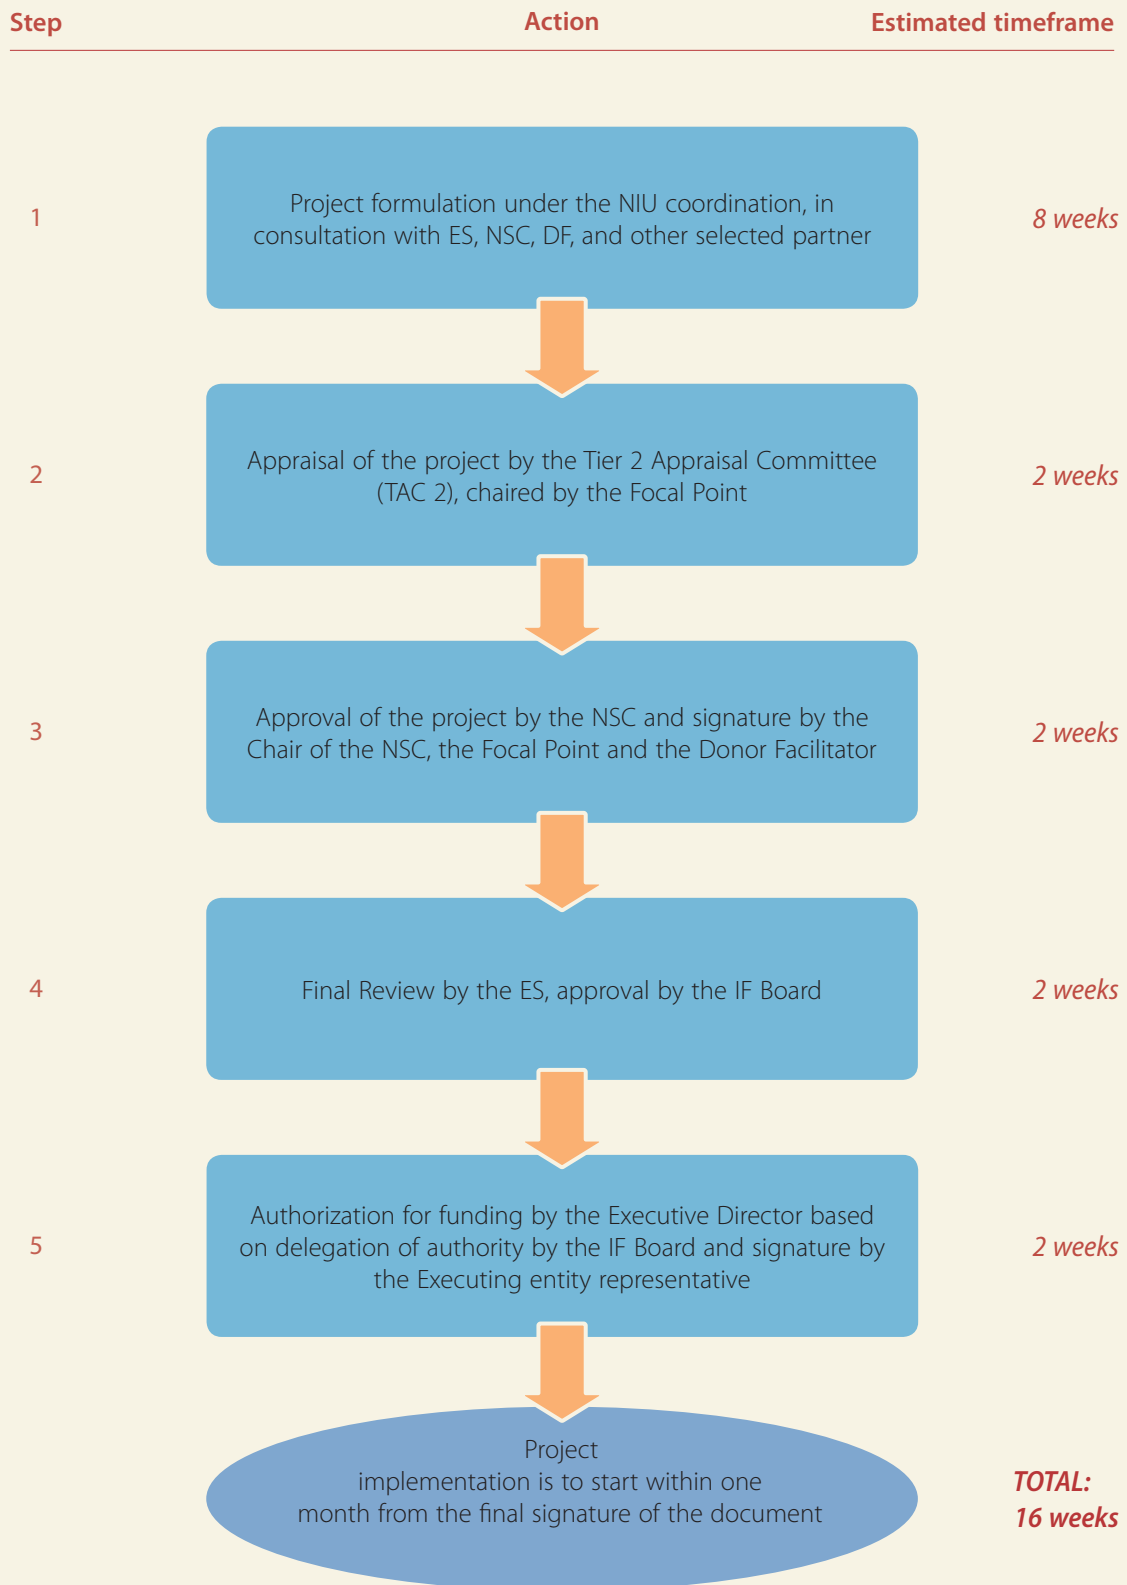 Step Action Estimated timeframe
1
Project formulation under the NIU coordination, in
consultation with ES, NSC, DF, and other selected partner
8 weeks
2
Appraisal of the project by the Tier 2 Appraisal Committee
(TAC 2), chaired by the Focal Point
2 weeks
3
Approval of the project by the NSC and signature by the
Chair of the NSC, the Focal Point and the Donor Facilitator
2 weeks
4
Final Review by the ES, approval by the IF Board
2 weeks
5
Authorization for funding by the Executive Director based
on delegation of authority by the IF Board and signature by
the Executing entity representative
2 weeks
Project
implementation is to start within one
month from the final signature of the document
TOTAL:
16 weeks